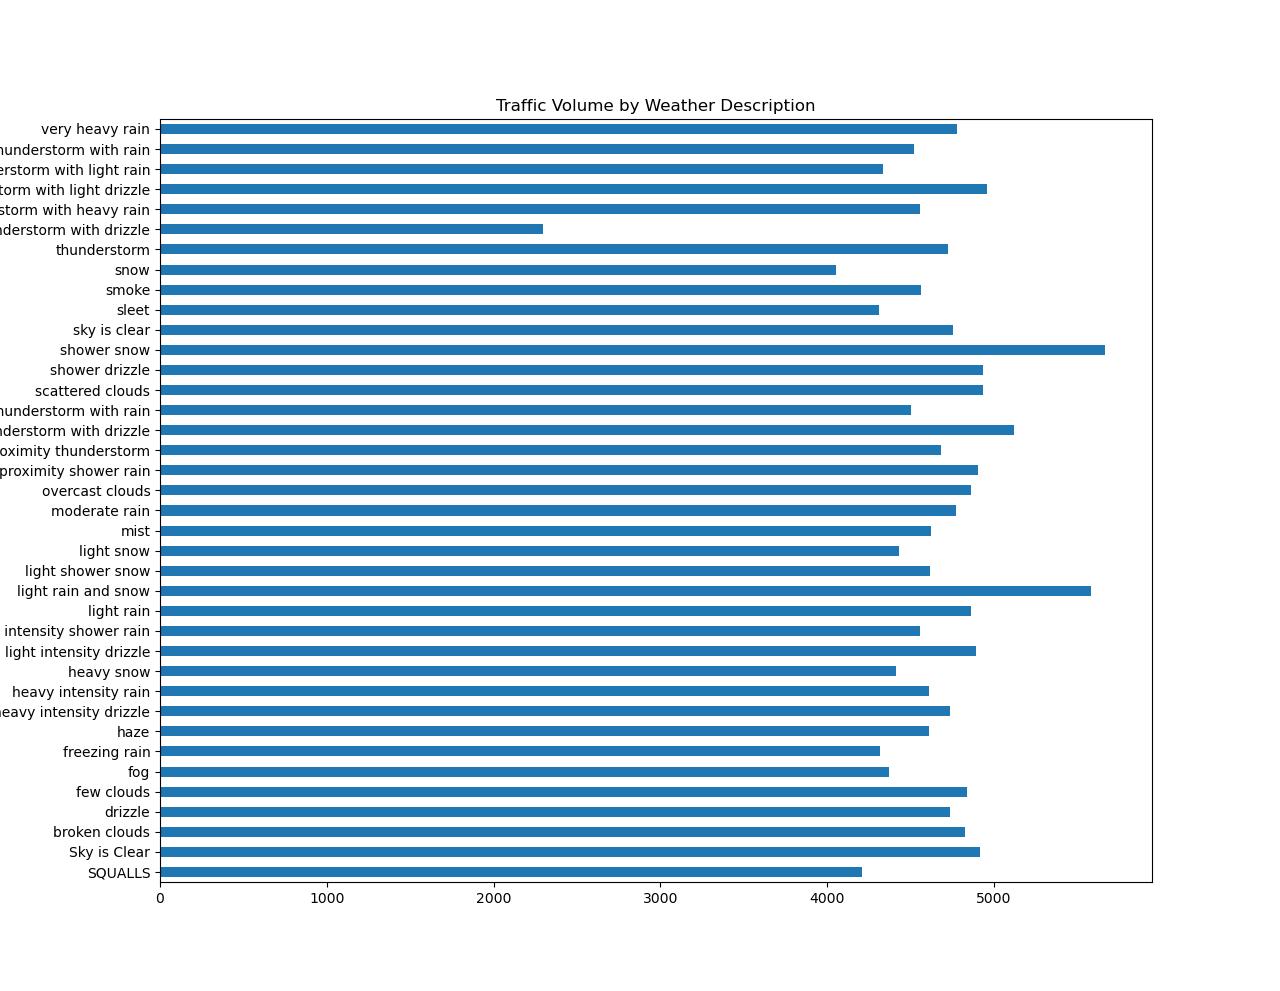 Traffic Volume by Weather Description
very heavy rain
hunderstorm with rain
erstorm with light rain
torm with light drizzle
storm with heavy rain
derstorm with drizzle
thunderstorm
snow
smoke
sleet
sky is clear
shower snow
shower drizzle
scattered clouds
hunderstorm with rain
derstorm with drizzle
oximity thunderstorm
proximity shower rain
overcast clouds
moderate rain
mist
light snow
light shower snow
light rain and snow
light rain
intensity shower rain
light intensity drizzle
heavy snow
heavy intensity rain
heavy intensity drizzle
haze
freezing rain
fog
few clouds
drizzle
broken clouds
Sky is Clear
SQUALLS
0 1000 2000 3000 4000 5000